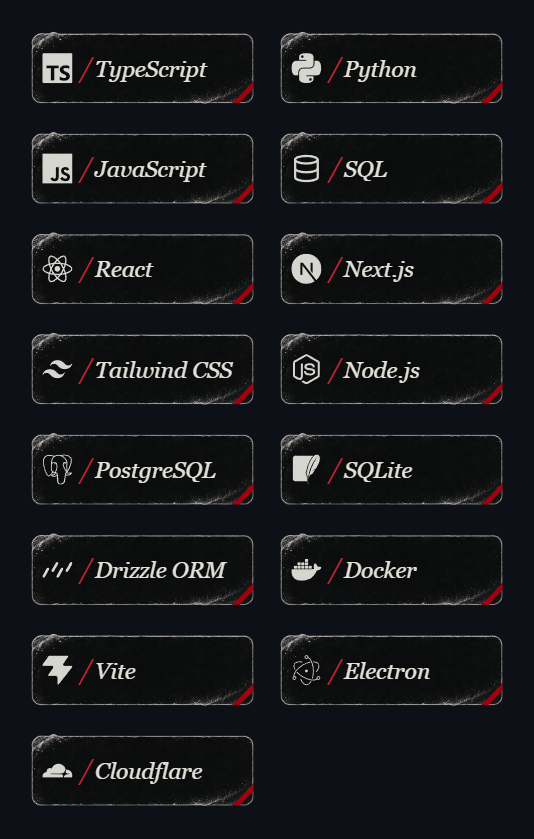 TS / TypeScript
/ Python
JS / JavaScript
/ SQL
/ React
N / Next.js
/ Tailwind CSS
JS / Node.js
/ PostgreSQL
/ SQLite
/ Drizzle ORM
/ Docker
/ Vite
/ Electron
/ Cloudflare